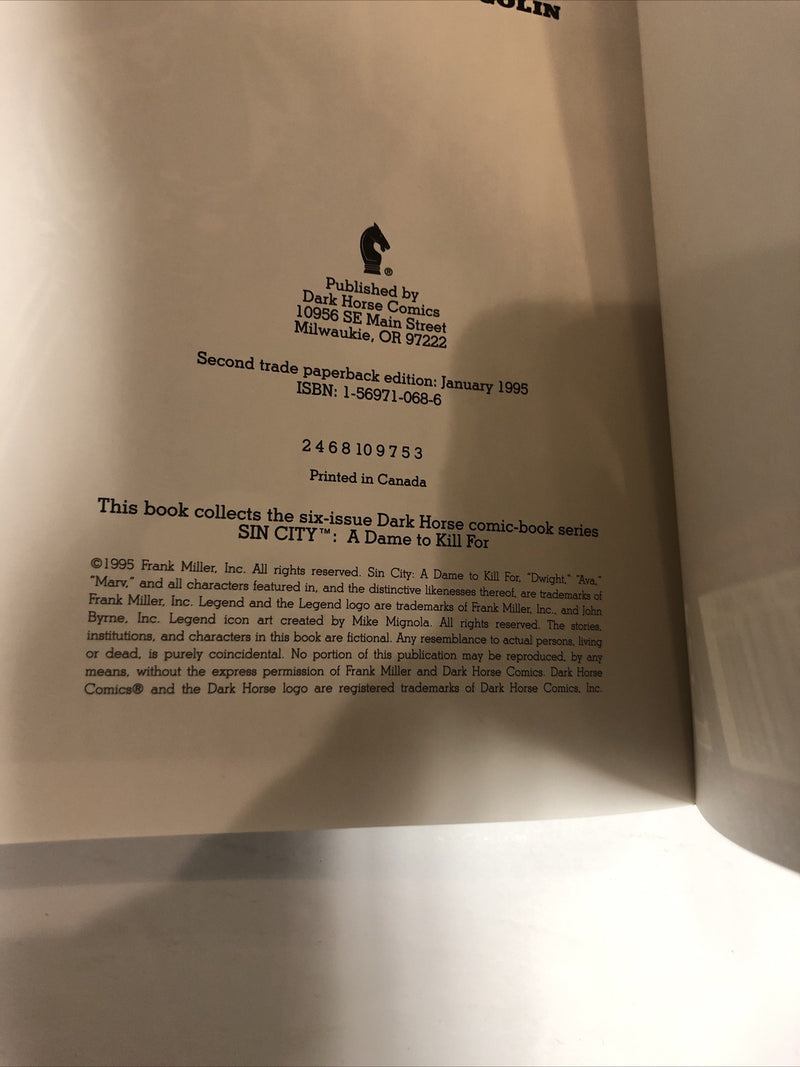 ®
Published by
Dark Horse Comics
10956 SE Main Street
Milwaukie, OR 97222
Second trade paperback edition: January 1995
ISBN: 1-56971-068-6
2 4 6 8 10 9 7 5 3
Printed in Canada
This book collects the six-issue Dark Horse comic-book series
SIN CITY™: A Dame to Kill For
©1995 Frank Miller, Inc. All rights reserved. Sin City: A Dame to Kill For, "Dwight," "Ava,"
"Marv," and all characters featured in, and the distinctive likenesses thereof, are trademarks of
Frank Miller, Inc. Legend and the Legend logo are trademarks of Frank Miller, Inc., and John
Byrne, Inc. Legend icon art created by Mike Mignola. All rights reserved. The stories,
institutions, and characters in this book are fictional. Any resemblance to actual persons, living
or dead, is purely coincidental. No portion of this publication may be reproduced, by any
means, without the express permission of Frank Miller and Dark Horse Comics. Dark Horse
Comics® and the Dark Horse logo are registered trademarks of Dark Horse Comics, Inc.